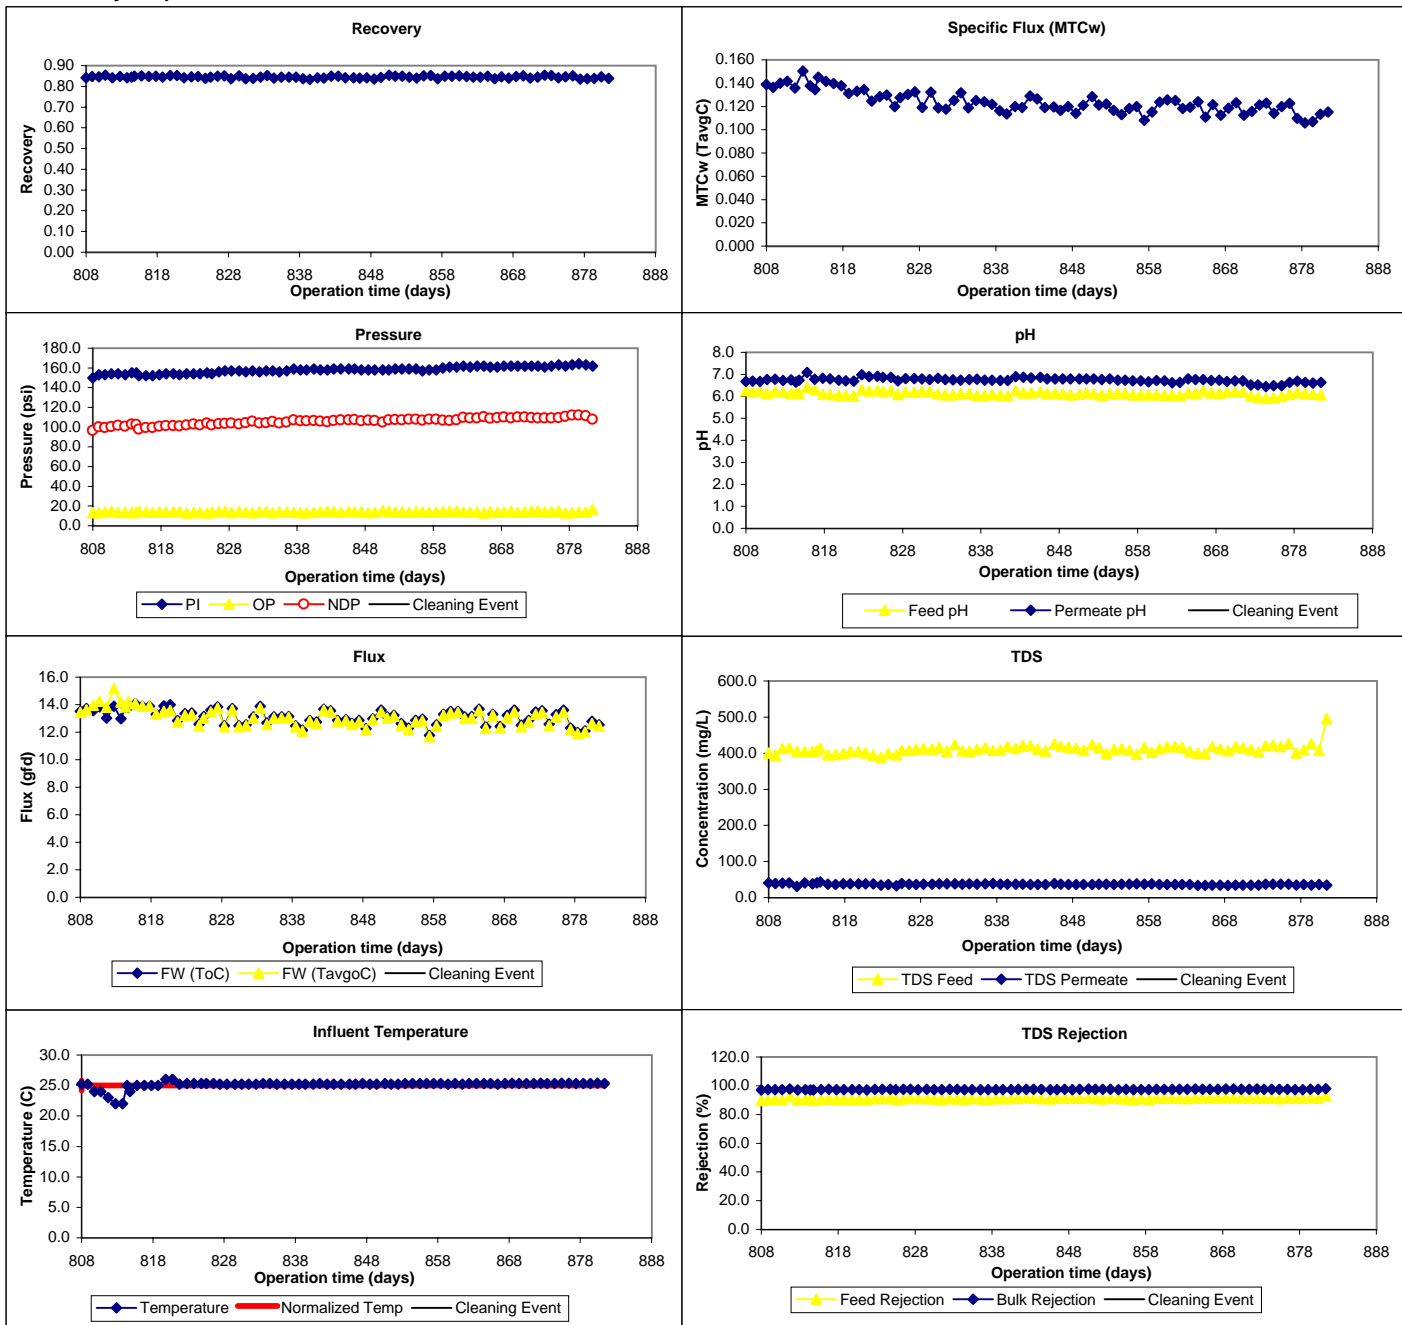 Recovery
0.90
0.80
0.70
0.60
0.50
0.40
0.30
0.20
0.10
0.00
Recovery
808 818 828 838 848 858 868 878 888
Operation time (days)
Specific Flux (MTCw)
0.160
0.140
0.120
0.100
0.080
0.060
0.040
0.020
0.000
MTCw (TavgC)
808 818 828 838 848 858 868 878 888
Operation time (days)
Pressure
180.0
160.0
140.0
120.0
100.0
80.0
60.0
40.0
20.0
0.0
Pressure (psi)
808 818 828 838 848 858 868 878 888
Operation time (days)
PI OP NDP Cleaning Event
pH
8.0
7.0
6.0
5.0
4.0
3.0
2.0
1.0
0.0
pH
808 818 828 838 848 858 868 878 888
Operation time (days)
Feed pH Permeate pH Cleaning Event
Flux
16.0
14.0
12.0
10.0
8.0
6.0
4.0
2.0
0.0
Flux (gfd)
808 818 828 838 848 858 868 878 888
Operation time (days)
FW (ToC) FW (TavgoC) Cleaning Event
TDS
600.0
500.0
400.0
300.0
200.0
100.0
0.0
Concentration (mg/L)
808 818 828 838 848 858 868 878 888
Operation time (days)
TDS Feed TDS Permeate Cleaning Event
Influent Temperature
30.0
25.0
20.0
15.0
10.0
5.0
0.0
Temperature (C)
808 818 828 838 848 858 868 878 888
Operation time (days)
Temperature Normalized Temp Cleaning Event
TDS Rejection
120.0
100.0
80.0
60.0
40.0
20.0
0.0
Rejection (%)
808 818 828 838 848 858 868 878 888
Operation time (days)
Feed Rejection Bulk Rejection Cleaning Event